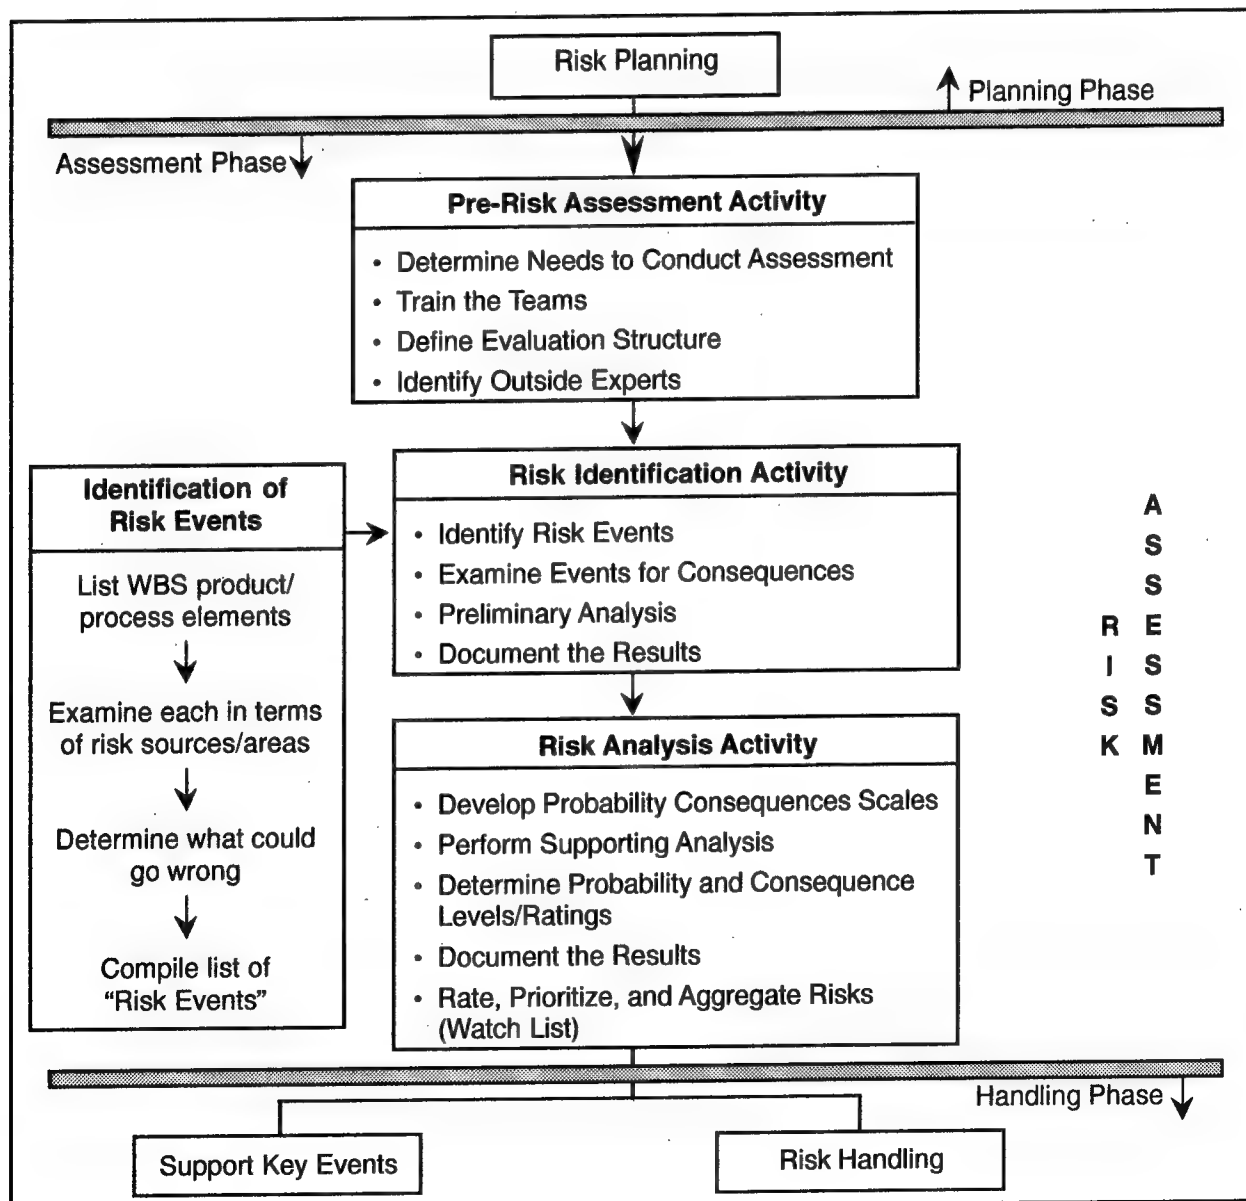 Risk Planning
Planning Phase
Assessment Phase
Pre-Risk Assessment Activity
• Determine Needs to Conduct Assessment
• Train the Teams
• Define Evaluation Structure
• Identify Outside Experts
Identification of
Risk Events
List WBS product/
process elements
Examine each in terms
of risk sources/areas
Determine what could
go wrong
Compile list of
“Risk Events”
Risk Identification Activity
• Identify Risk Events
• Examine Events for Consequences
• Preliminary Analysis
• Document the Results
Risk Analysis Activity
• Develop Probability Consequences Scales
• Perform Supporting Analysis
• Determine Probability and Consequence
Levels/Ratings
• Document the Results
• Rate, Prioritize, and Aggregate Risks
(Watch List)
RISK
ASSESSMENT
Handling Phase
Support Key Events
Risk Handling